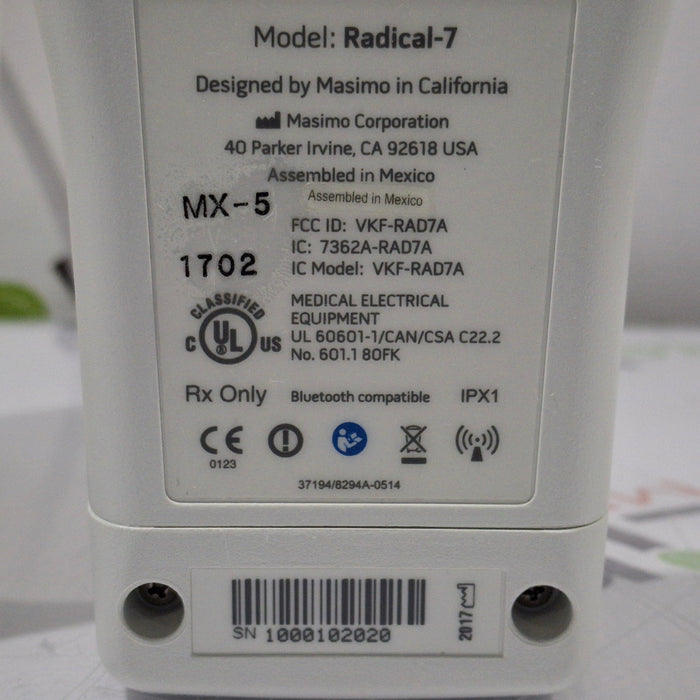 Model: Radical-7
Designed by Masimo in California
Masimo Corporation
40 Parker Irvine, CA 92618 USA
Assembled in Mexico
Assembled in Mexico
MX-5
FCC ID: VKF-RAD7A
IC: 7362A-RAD7A
1702
IC Model: VKF-RAD7A
CLASSIFIED
C UL US
MEDICAL ELECTRICAL
EQUIPMENT
UL 60601-1/CAN/CSA C22.2
No. 601.1 80FK
Rx Only
Bluetooth compatible
IPX1
CE
0123
37194/8294A-0514
SN 1000102020
2017